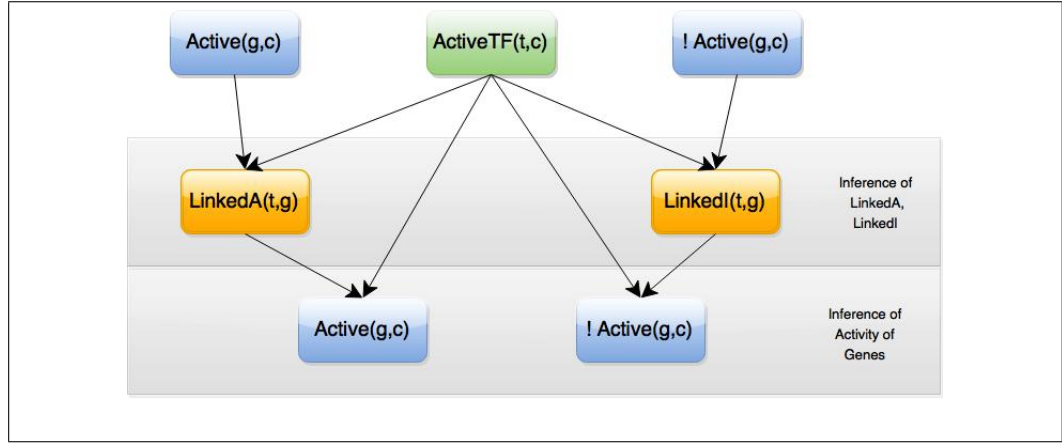 Active(g,c)
ActiveTF(t,c)
! Active(g,c)
LinkedA(t,g)
LinkedI(t,g)
Inference of
LinkedA,
LinkedI
Active(g,c)
! Active(g,c)
Inference of
Activity of
Genes